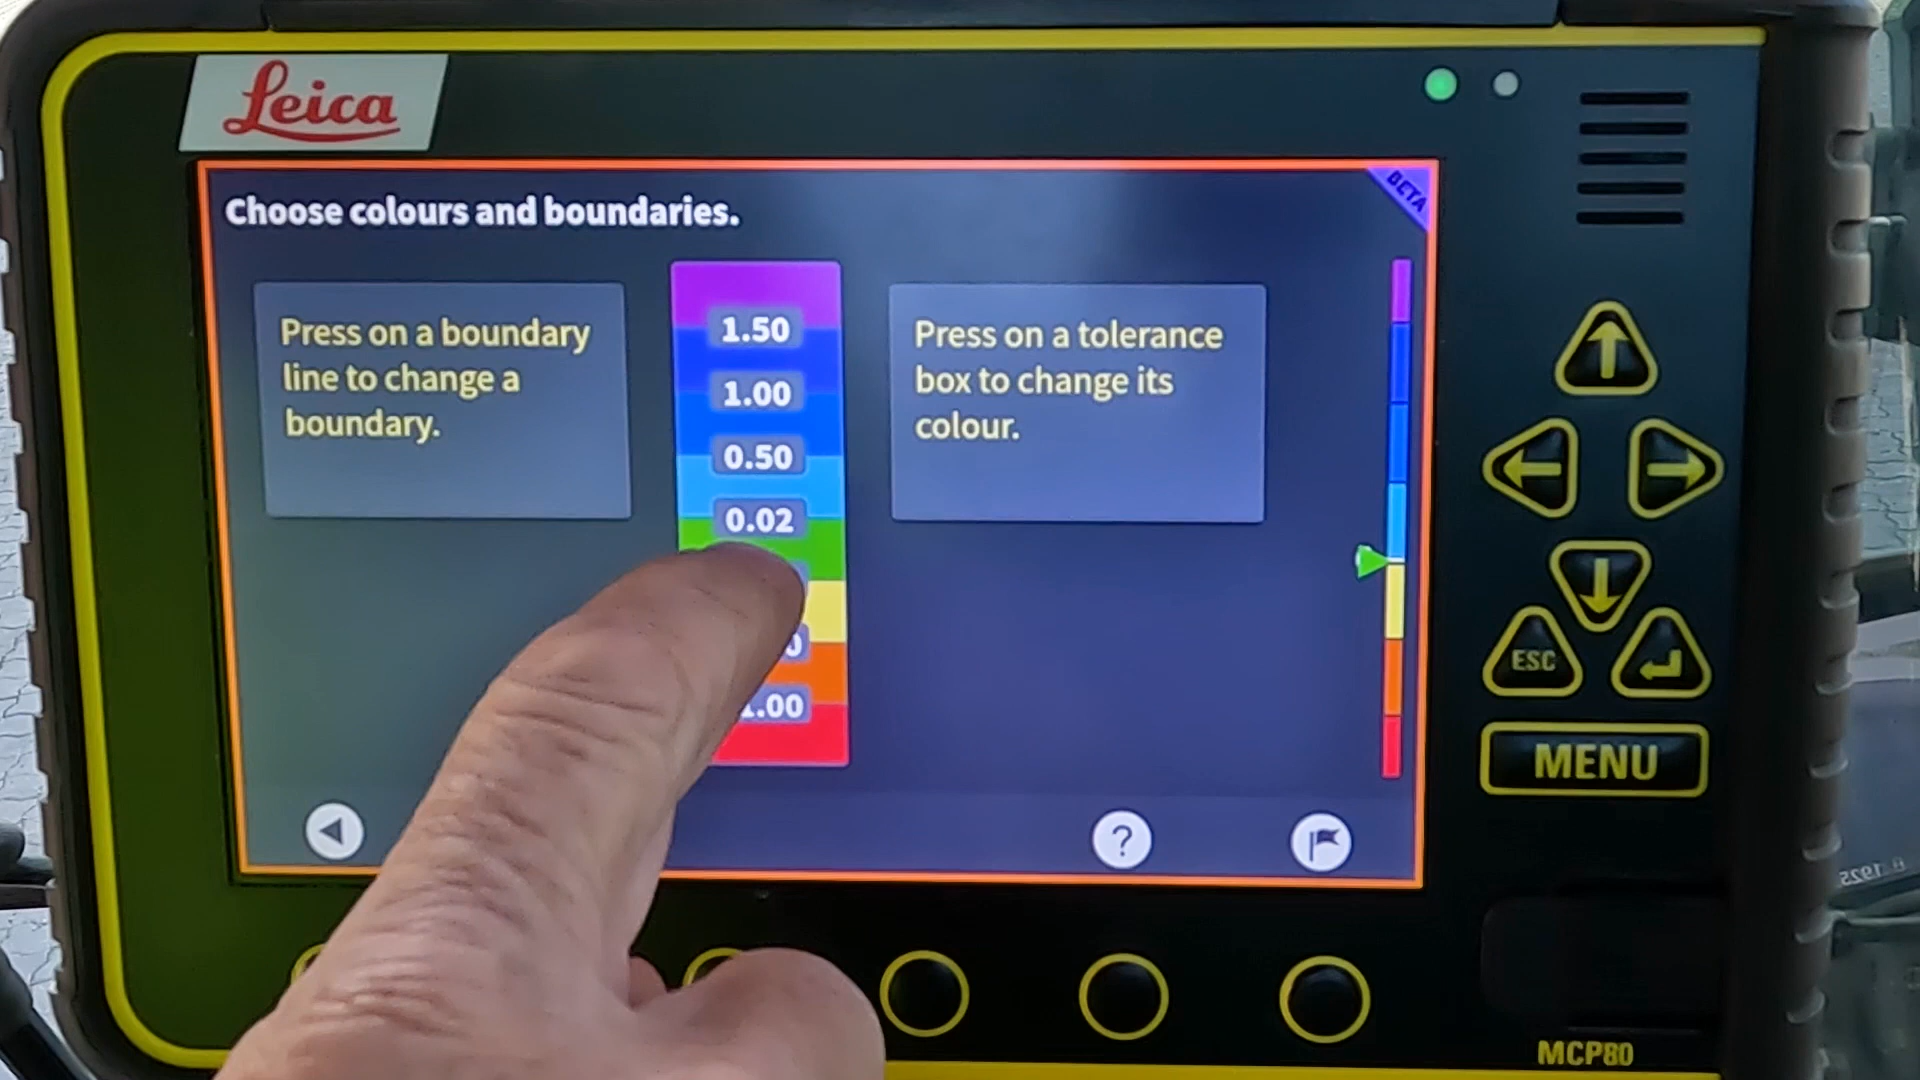 Leica
BETA
Choose colours and boundaries.
Press on a boundary
line to change a
boundary.
1.50
1.00
0.50
0.02
1.00
Press on a tolerance
box to change its
colour.
?
ESC
MENU
MCP80